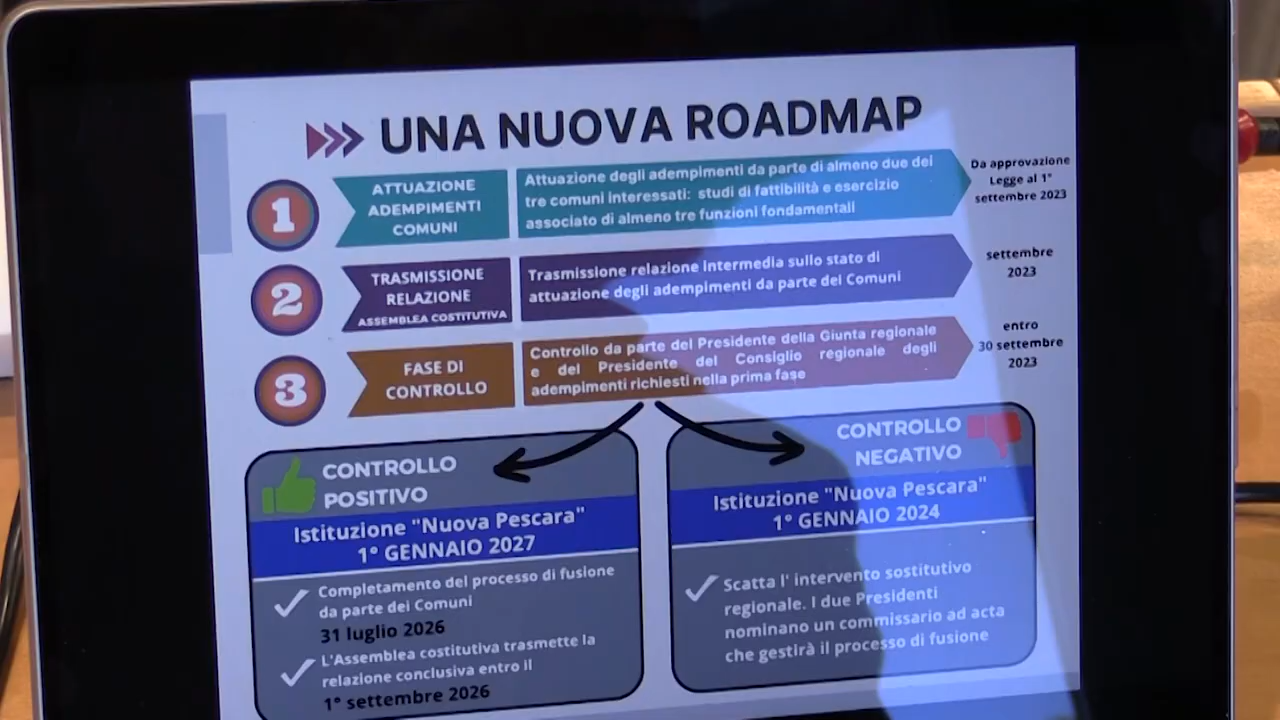 UNA NUOVA ROADMAP
1
ATTUAZIONE
ADEMPIMENTI
COMUNI
Attuazione degli adempimenti da parte di almeno due dei
tre comuni interessati: studi di fattibilità e esercizio
associato di almeno tre funzioni fondamentali
Da approvazione
Legge al 1°
settembre 2023
2
TRASMISSIONE
RELAZIONE
ASSEMBLEA COSTITUTIVA
Trasmissione relazione intermedia sullo stato di
attuazione degli adempimenti da parte dei Comuni
settembre
2023
3
FASE DI
CONTROLLO
Controllo da parte del Presidente della Giunta regionale
e del Presidente del Consiglio regionale degli
adempimenti richiesti nella prima fase
entro
30 settembre
2023
CONTROLLO
POSITIVO
Istituzione "Nuova Pescara"
1° GENNAIO 2027
Completamento del processo di fusione
da parte dei Comuni
31 luglio 2026
L'Assemblea costitutiva trasmette la
relazione conclusiva entro il
1° settembre 2026
CONTROLLO
NEGATIVO
Istituzione "Nuova Pescara"
1° GENNAIO 2024
Scatta l' intervento sostitutivo
regionale. I due Presidenti
nominano un commissario ad acta
che gestirà il processo di fusione